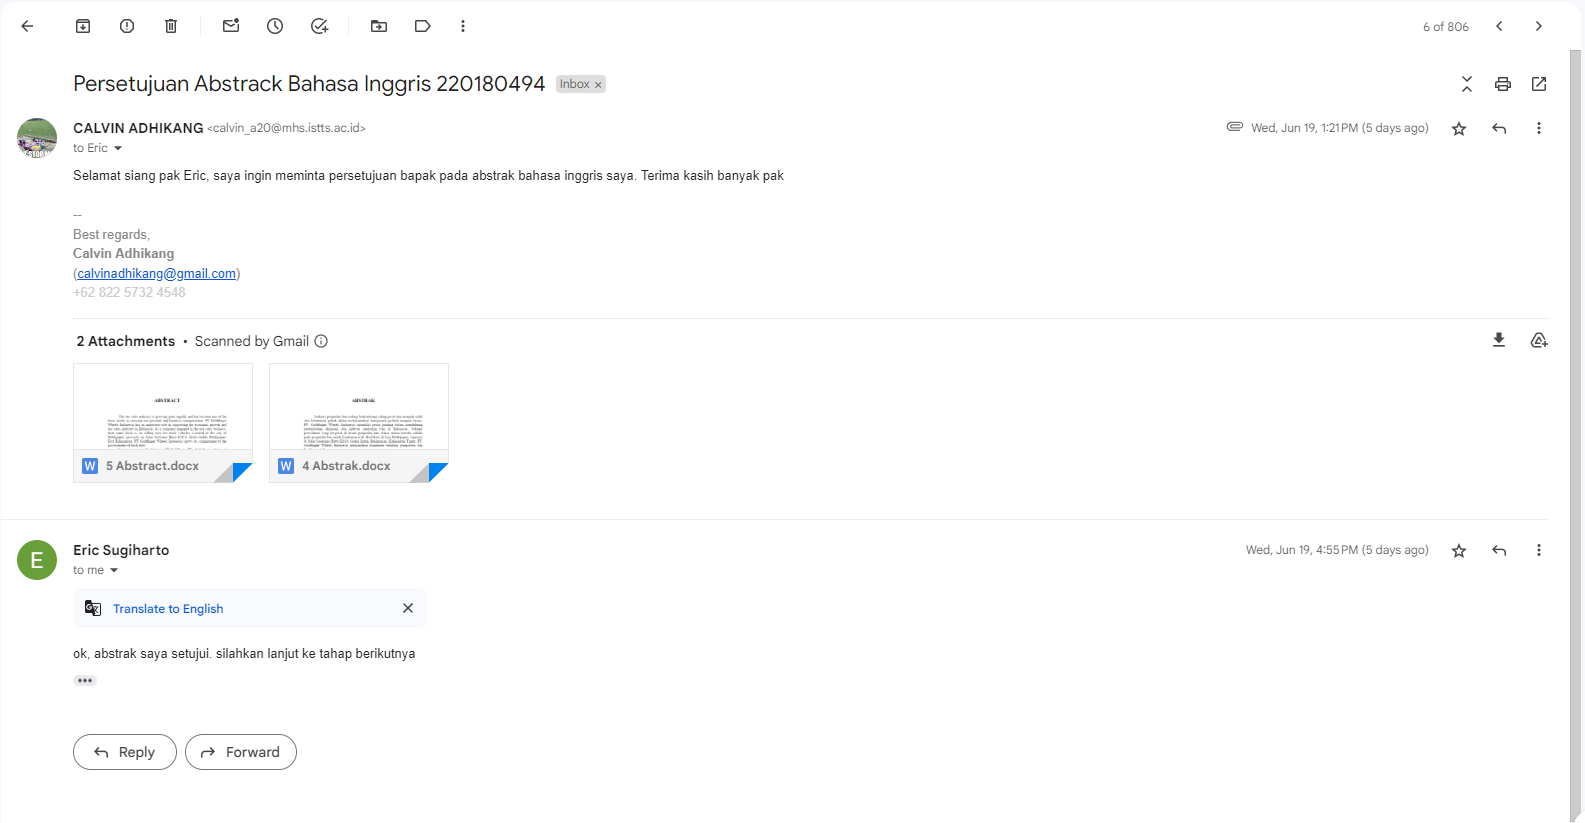 6 of 806
Persetujuan Abstrack Bahasa Inggris 220180494 Inbox ×
CALVIN ADHIKANG <calvin_a20@mhs.istts.ac.id> Wed, Jun 19, 1:21 PM (5 days ago)
to Eric
Selamat siang pak Eric, saya ingin meminta persetujuan bapak pada abstrak bahasa inggris saya. Terima kasih banyak pak
--
Best regards,
Calvin Adhikang
(calvinadhikang@gmail.com)
+62 822 5732 4548
2 Attachments • Scanned by Gmail
ABSTRACT
ABSTRAK
W 5 Abstract.docx
W 4 Abstrak.docx
E
Eric Sugiharto Wed, Jun 19, 4:55 PM (5 days ago)
to me
Translate to English
ok, abstrak saya setujui. silahkan lanjut ke tahap berikutnya
Reply
Forward